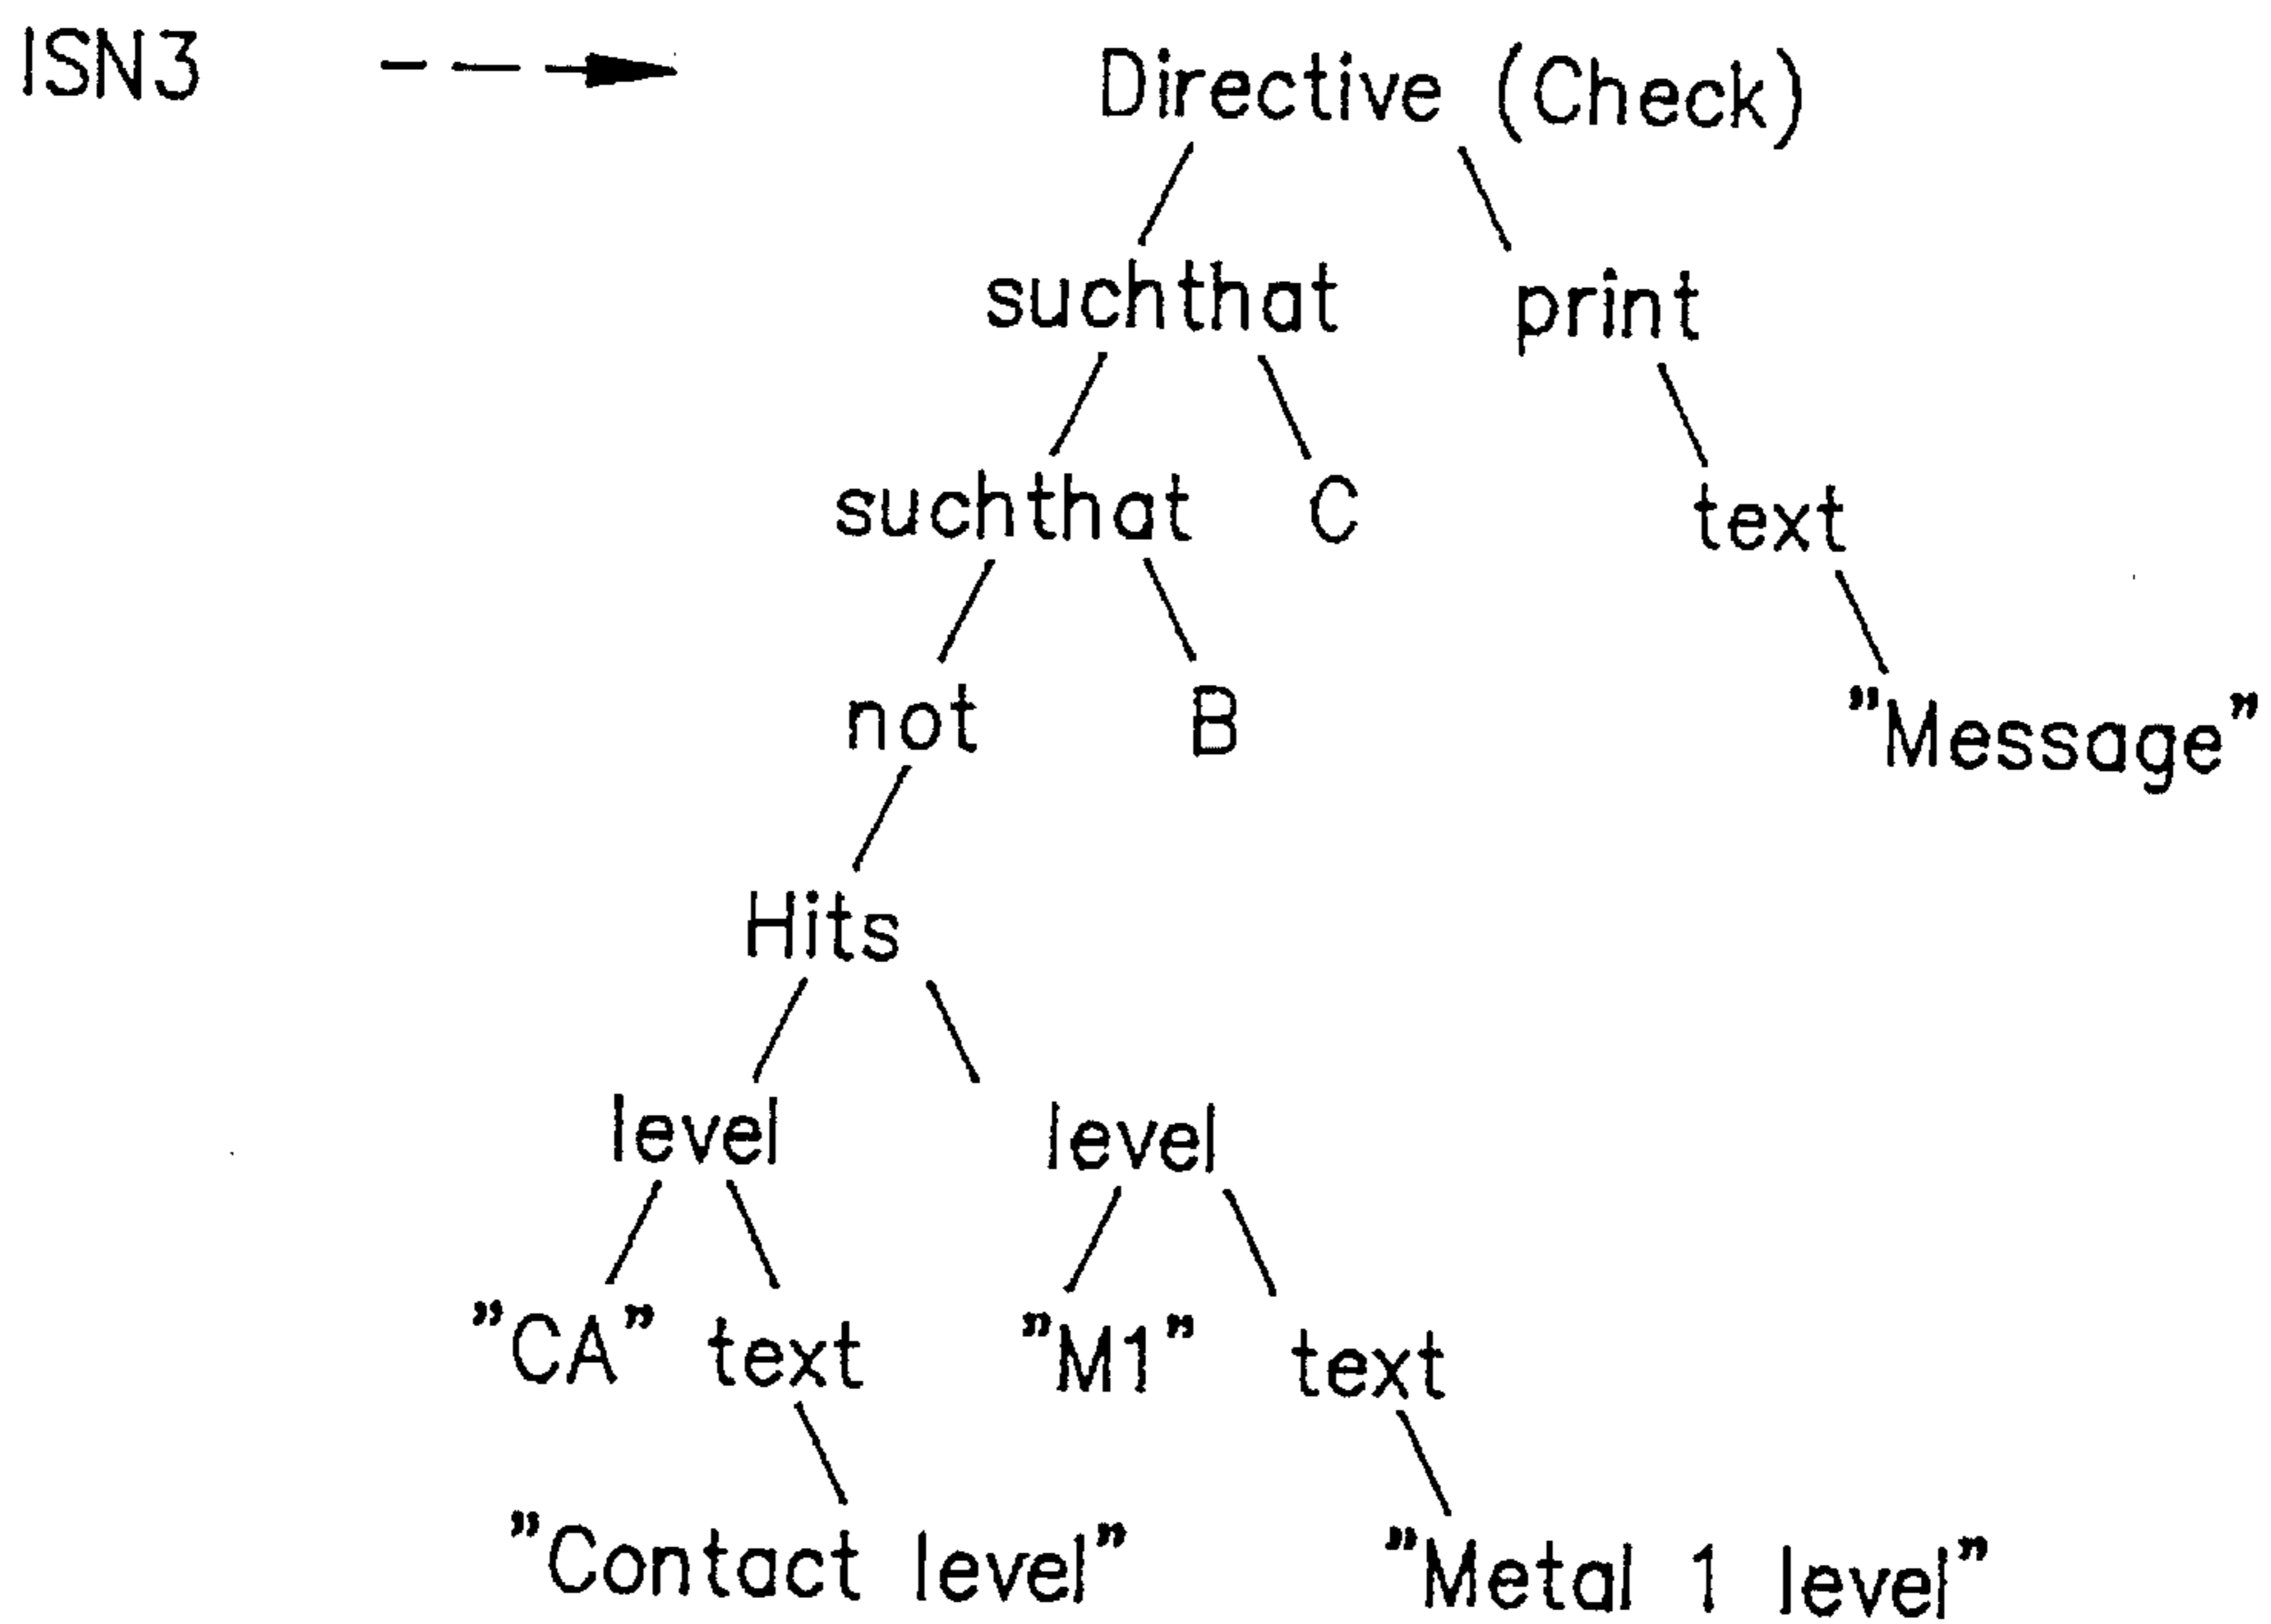 ISN3 Directive (Check)
suchthat print
suchthat C text
not B "Message"
Hits
level level
"CA" text "M1" text
"Contact level" "Metal 1 level"